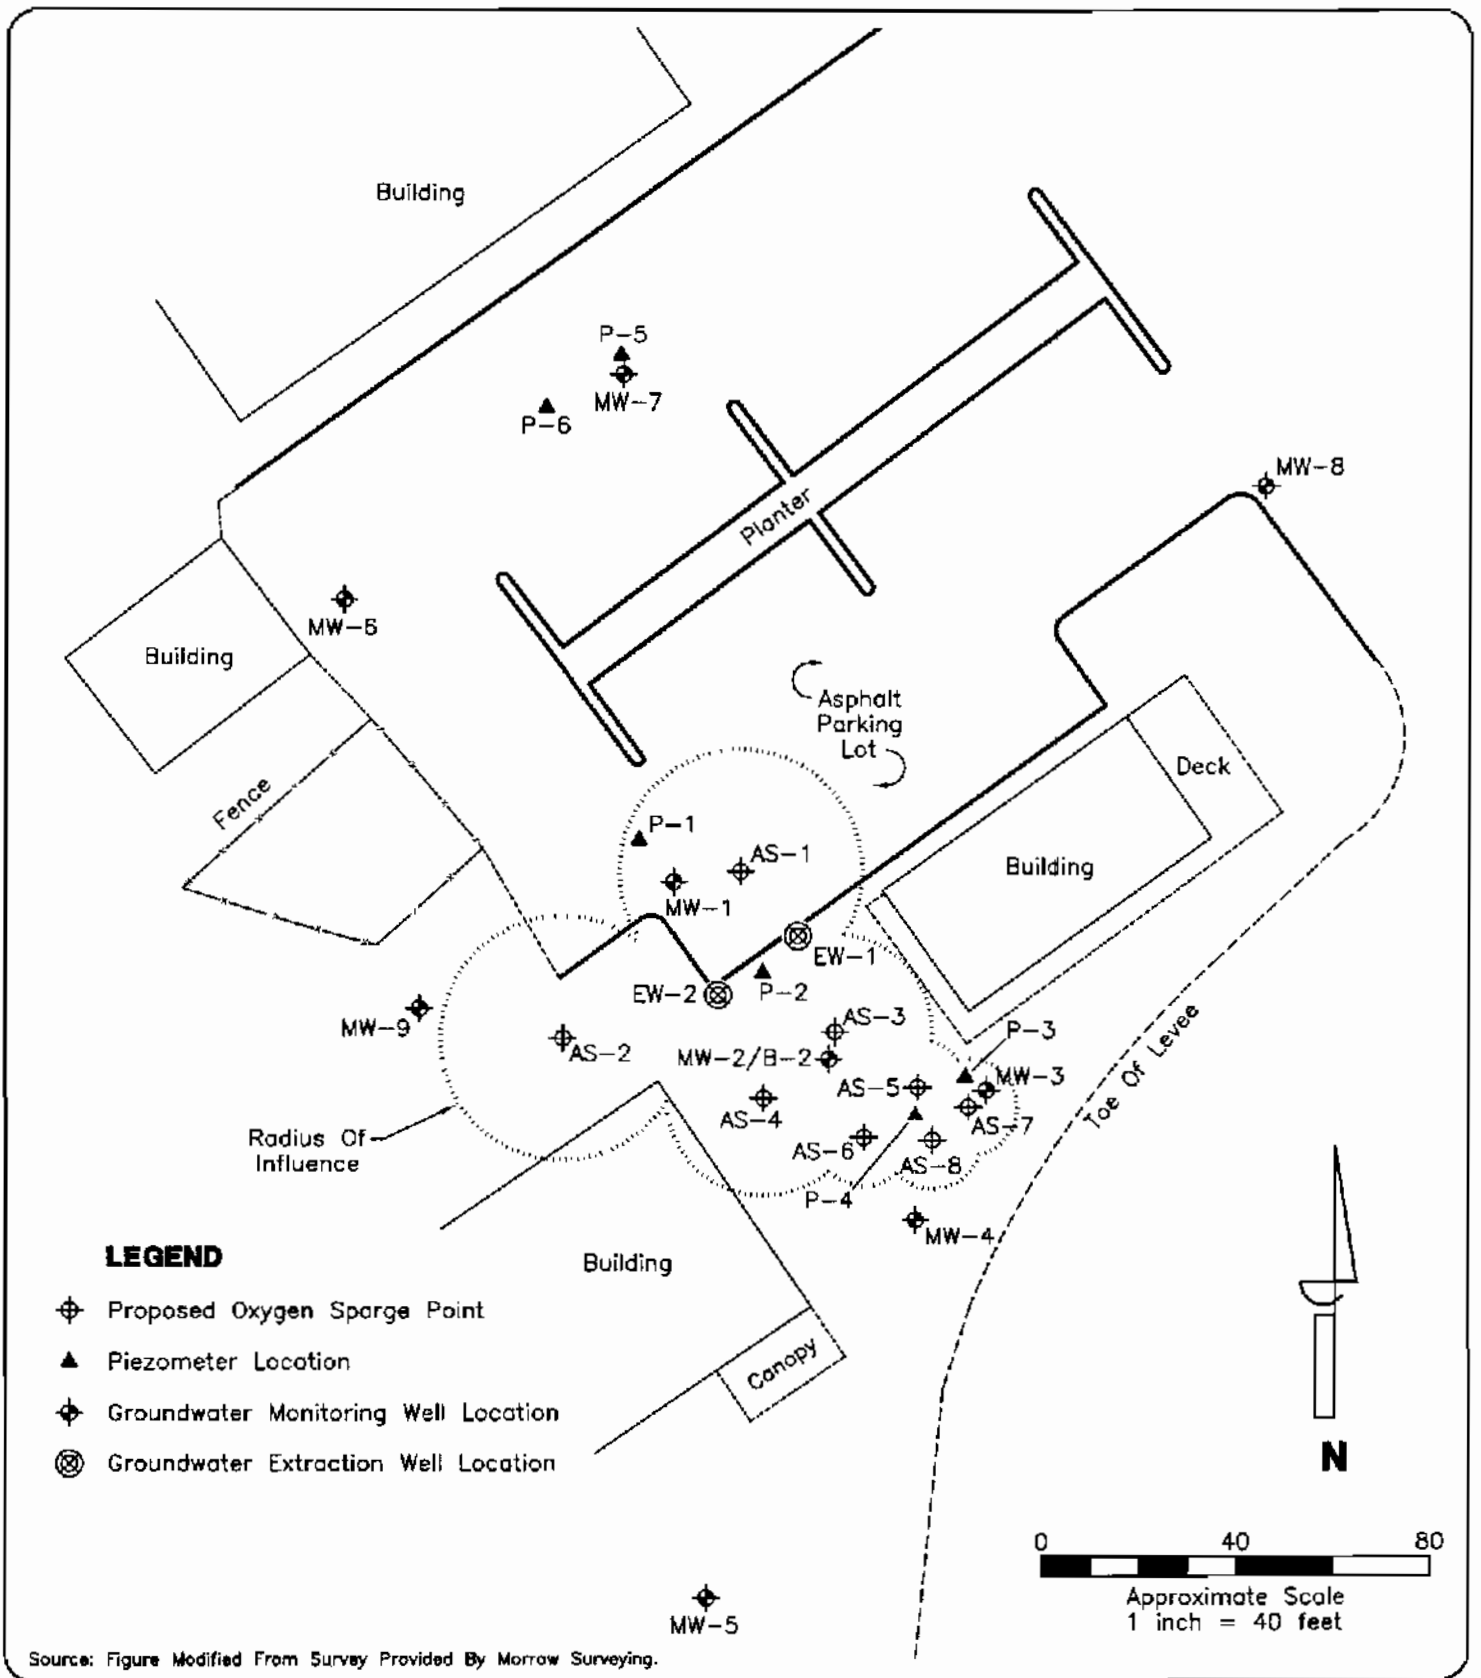 Building
P-5
MW-7
P-6
MW-8
Planter
MW-6
Building
Asphalt
Parking
Lot
Deck
Fence
P-1
AS-1
MW-1
Building
EW-1
EW-2
P-2
MW-9
AS-3
P-3
AS-2
MW-2/B-2
Toe Of Levee
MW-3
AS-5
AS-4
AS-7
Radius Of
Influence
AS-6
AS-8
P-4
MW-4
LEGEND
Building
Proposed Oxygen Sparge Point
Piezometer Location
Canopy
Groundwater Monitoring Well Location
Groundwater Extraction Well Location
N
0 40 80
Approximate Scale
1 inch = 40 feet
MW-5
Source: Figure Modified From Survey Provided By Morrow Surveying.